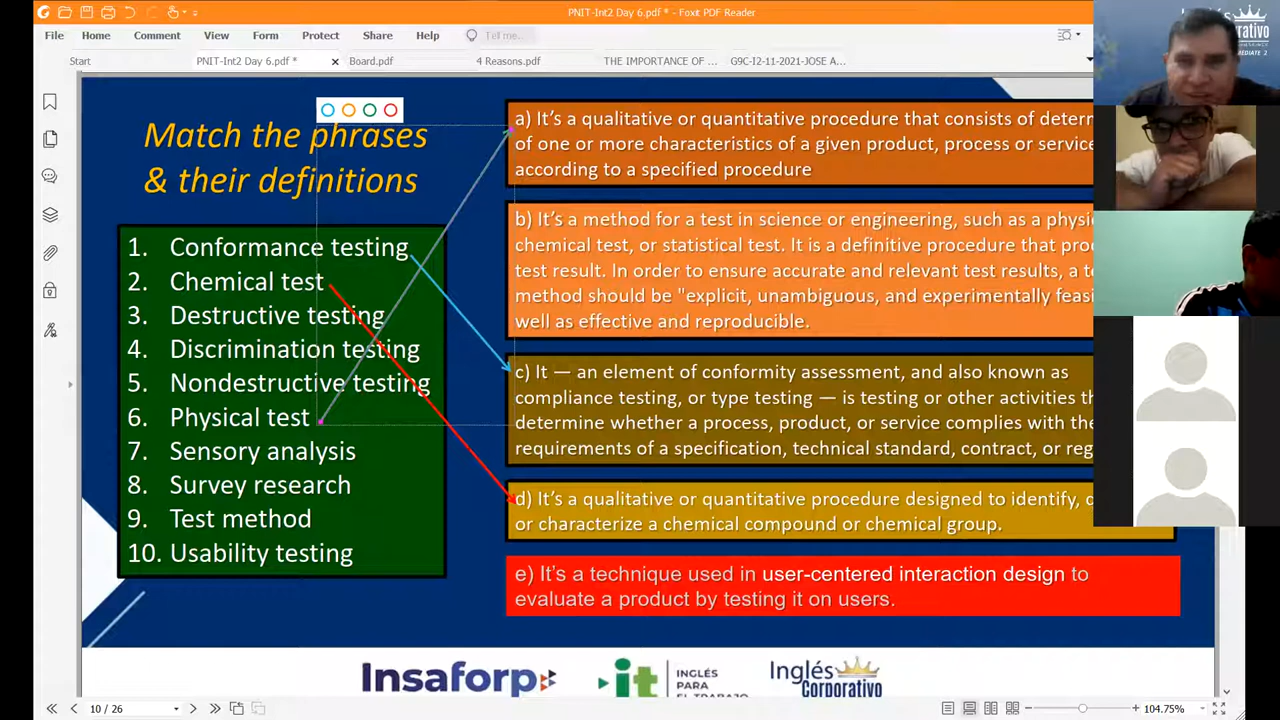 PNIT-Int2 Day 6.pdf * - Foxit PDF Reader
File Home Comment View Form Protect Share Help Tell me...
Start PNIT-Int2 Day 6.pdf * Board.pdf 4 Reasons.pdf THE IMPORTANCE OF ... G9C-I2-11-2021-JOSE A...
Inglés
Corporativo
Match the phrases
& their definitions
1. Conformance testing
2. Chemical test
3. Destructive testing
4. Discrimination testing
5. Nondestructive testing
6. Physical test
7. Sensory analysis
8. Survey research
9. Test method
10. Usability testing
a) It's a qualitative or quantitative procedure that consists of determ
of one or more characteristics of a given product, process or service
according to a specified procedure
b) It's a method for a test in science or engineering, such as a physi
chemical test, or statistical test. It is a definitive procedure that pro
test result. In order to ensure accurate and relevant test results, a te
method should be "explicit, unambiguous, and experimentally feasi
well as effective and reproducible.
c) It — an element of conformity assessment, and also known as
compliance testing, or type testing — is testing or other activities th
determine whether a process, product, or service complies with the
requirements of a specification, technical standard, contract, or reg
d) It's a qualitative or quantitative procedure designed to identify,
or characterize a chemical compound or chemical group.
e) It's a technique used in user-centered interaction design to
evaluate a product by testing it on users.
Insaforp
it INGLÉS
PARA
EL TRABAJO
Inglés
Corporativo
10 / 26
104.75%